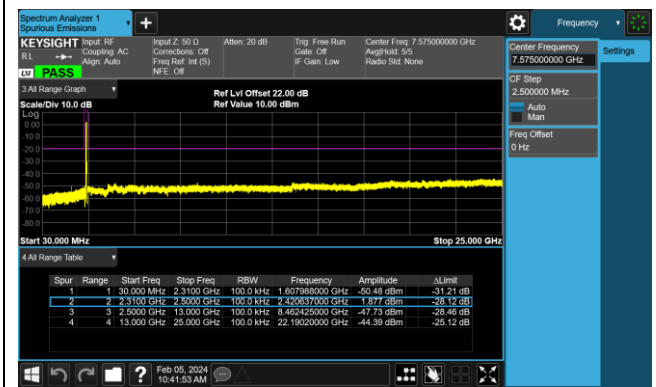 Spectrum Analyzer 1
Spurious Emissions
+
Frequency
KEYSIGHT Input: RF Input Z: 50 Ω Atten: 20 dB Trig: Free Run Center Freq: 7.575000000 GHz
RL Coupling: AC Corrections: Off Gate: Off Avg|Hold: 5/5
Align: Auto Freq Ref: Int (S) IF Gain: Low Radio Std: None
LXI PASS NFE: Off
Center Frequency
7.575000000 GHz
Settings
CF Step
2.500000 MHz
Auto
Man
Freq Offset
0 Hz
3 All Range Graph
Ref Lvl Offset 22.00 dB
Scale/Div 10.0 dB Ref Value 10.00 dBm
Log
0.00
-10.0
-20.0
-30.0
-40.0
-50.0
-60.0
-70.0
-80.0
Start 30.000 MHz Stop 25.000 GHz
4 All Range Table
Spur Range Start Freq Stop Freq RBW Frequency Amplitude ΔLimit
1 1 30.000 MHz 2.3100 GHz 100.0 kHz 1.607988000 GHz -50.48 dBm -31.21 dB
2 2 2.3100 GHz 2.5000 GHz 100.0 kHz 2.420637000 GHz 1.877 dBm -28.12 dB
3 3 2.5000 GHz 13.000 GHz 100.0 kHz 8.462425000 GHz -47.73 dBm -28.46 dB
4 4 13.000 GHz 25.000 GHz 100.0 kHz 22.19020000 GHz -44.39 dBm -25.12 dB
? Feb 05, 2024
10:41:53 AM